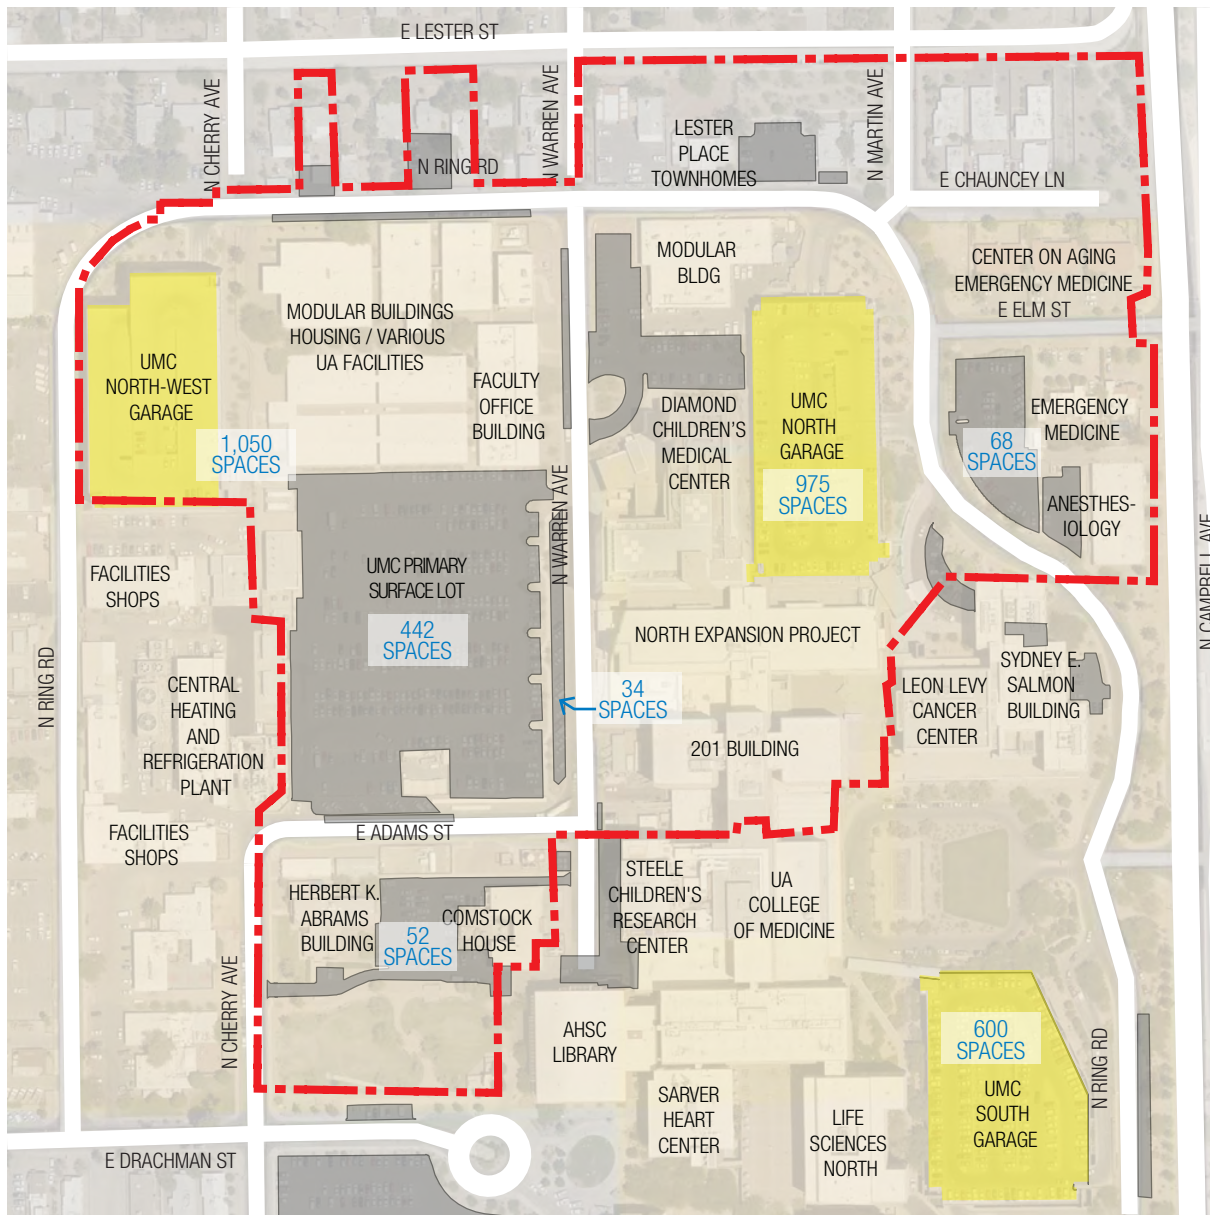 E LESTER ST
N CHERRY AVE
N WARREN AVE
N MARTIN AVE
LESTER
PLACE
TOWNHOMES
N RING RD
E CHAUNCEY LN
MODULAR
BLDG
CENTER ON AGING
EMERGENCY MEDICINE
E ELM ST
MODULAR BUILDINGS
HOUSING / VARIOUS
UA FACILITIES
UMC
NORTH-WEST
GARAGE
1,050
SPACES
FACULTY
OFFICE
BUILDING
DIAMOND
CHILDREN'S
MEDICAL
CENTER
UMC
NORTH
GARAGE
975
SPACES
68
SPACES
EMERGENCY
MEDICINE
ANESTHES-
IOLOGY
N WARREN AVE
N CAMPBELL AVE
FACILITIES
SHOPS
UMC PRIMARY
SURFACE LOT
442
SPACES
NORTH EXPANSION PROJECT
34
SPACES
201 BUILDING
LEON LEVY
CANCER
CENTER
SYDNEY E.
SALMON
BUILDING
N RING RD
CENTRAL
HEATING
AND
REFRIGERATION
PLANT
FACILITIES
SHOPS
E ADAMS ST
HERBERT K.
ABRAMS
BUILDING
52
SPACES
COMSTOCK
HOUSE
STEELE
CHILDREN'S
RESEARCH
CENTER
UA
COLLEGE
OF MEDICINE
N CHERRY AVE
AHSC
LIBRARY
600
SPACES
UMC
SOUTH
GARAGE
N RING RD
SARVER
HEART
CENTER
LIFE
SCIENCES
NORTH
E DRACHMAN ST